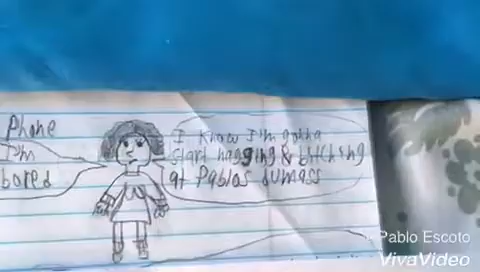 Phone
I'm
bored
I know I'm gonna
start nagging & bitching
at Pablos dumass
Pablo Escoto
VivaVideo